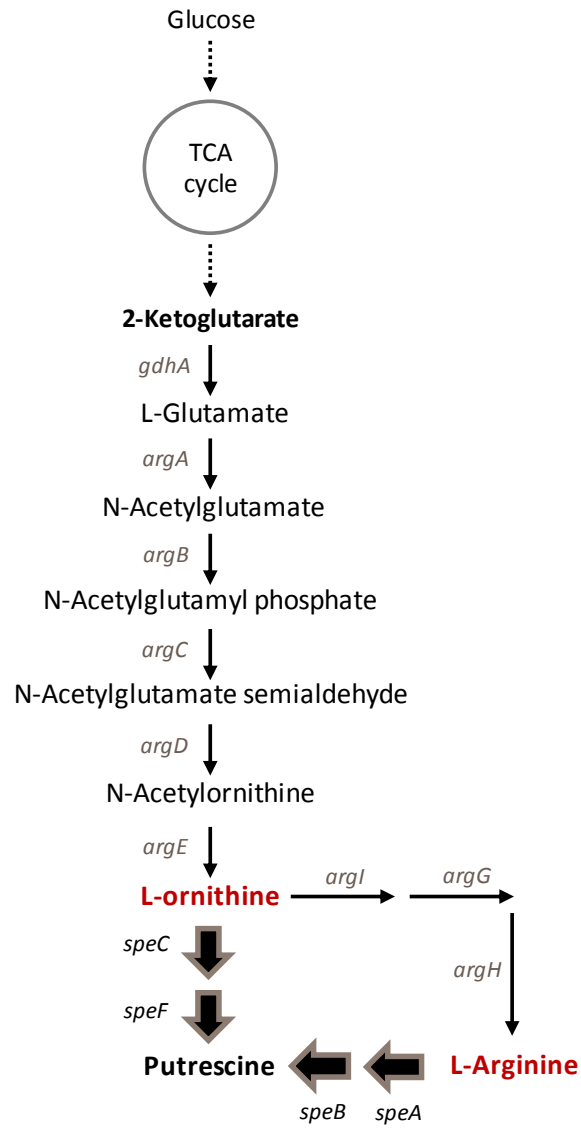 Glucose
TCA
cycle
2-Ketoglutarate
gdhA
L-Glutamate
argA
N-Acetylglutamate
argB
N-Acetylglutamyl phosphate
argC
N-Acetylglutamate semialdehyde
argD
N-Acetylornithine
argE
L-ornithine
argI
argG
speC
argH
speF
Putrescine
L-Arginine
speB
speA